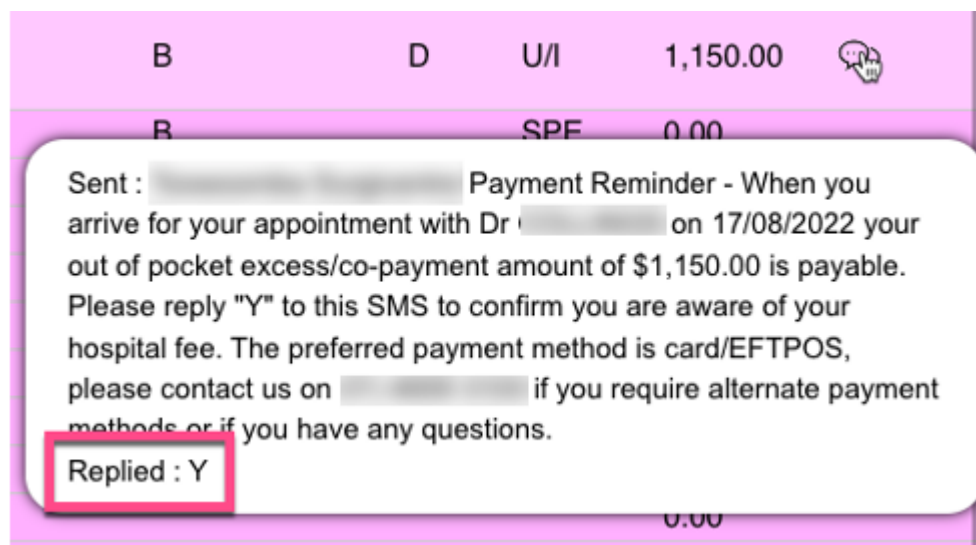 B D U/I 1,150.00
B SPE 0.00
Sent : Payment Reminder - When you
arrive for your appointment with Dr on 17/08/2022 your
out of pocket excess/co-payment amount of $1,150.00 is payable.
Please reply "Y" to this SMS to confirm you are aware of your
hospital fee. The preferred payment method is card/EFTPOS,
please contact us on if you require alternate payment
methods or if you have any questions.
Replied : Y
0.00